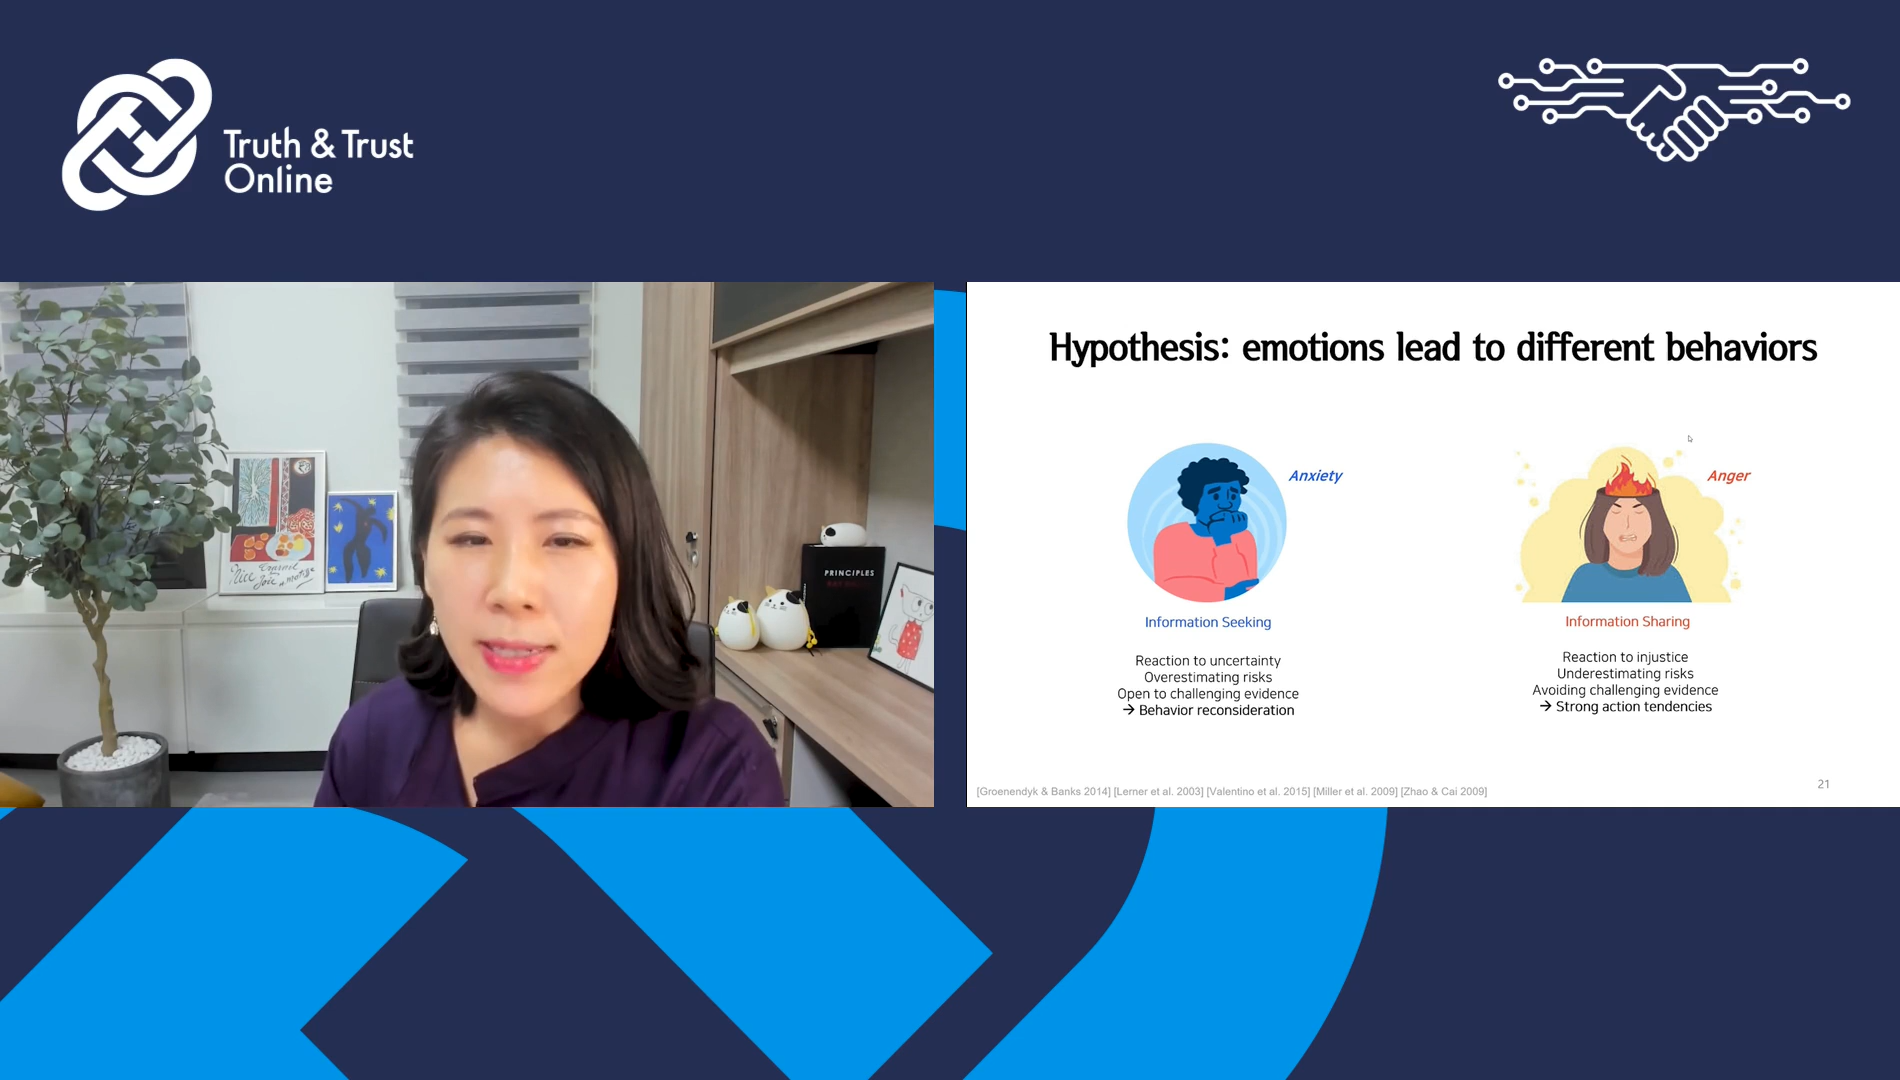 Truth & Trust
Online
Hypothesis: emotions lead to different behaviors
Anxiety
Information Seeking
Reaction to uncertainty
Overestimating risks
Open to challenging evidence
→ Behavior reconsideration
Anger
Information Sharing
Reaction to injustice
Underestimating risks
Avoiding challenging evidence
→ Strong action tendencies
[Groenendyk & Banks 2014] [Lerner et al. 2003] [Valentino et al. 2015] [Miller et al. 2009] [Zhao & Cai 2009]
21
PRINCIPLES
Nice